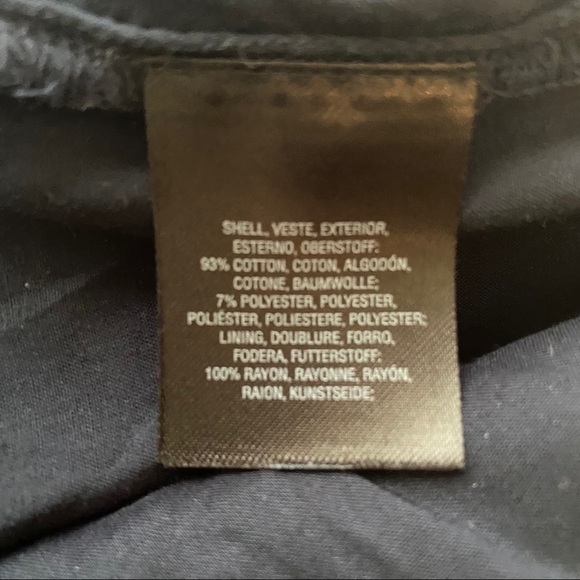 SHELL, VESTE, EXTERIOR,
ESTERNO, OBERSTOFF:
93% COTTON, COTON, ALGODÓN,
COTONE, BAUMWOLLE;
7% POLYESTER, POLYESTER,
POLIÉSTER, POLIESTERE, POLYESTER;
LINING, DOUBLURE, FORRO,
FODERA, FUTTERSTOFF:
100% RAYON, RAYONNE, RAYÓN,
RAION, KUNSTSEIDE;